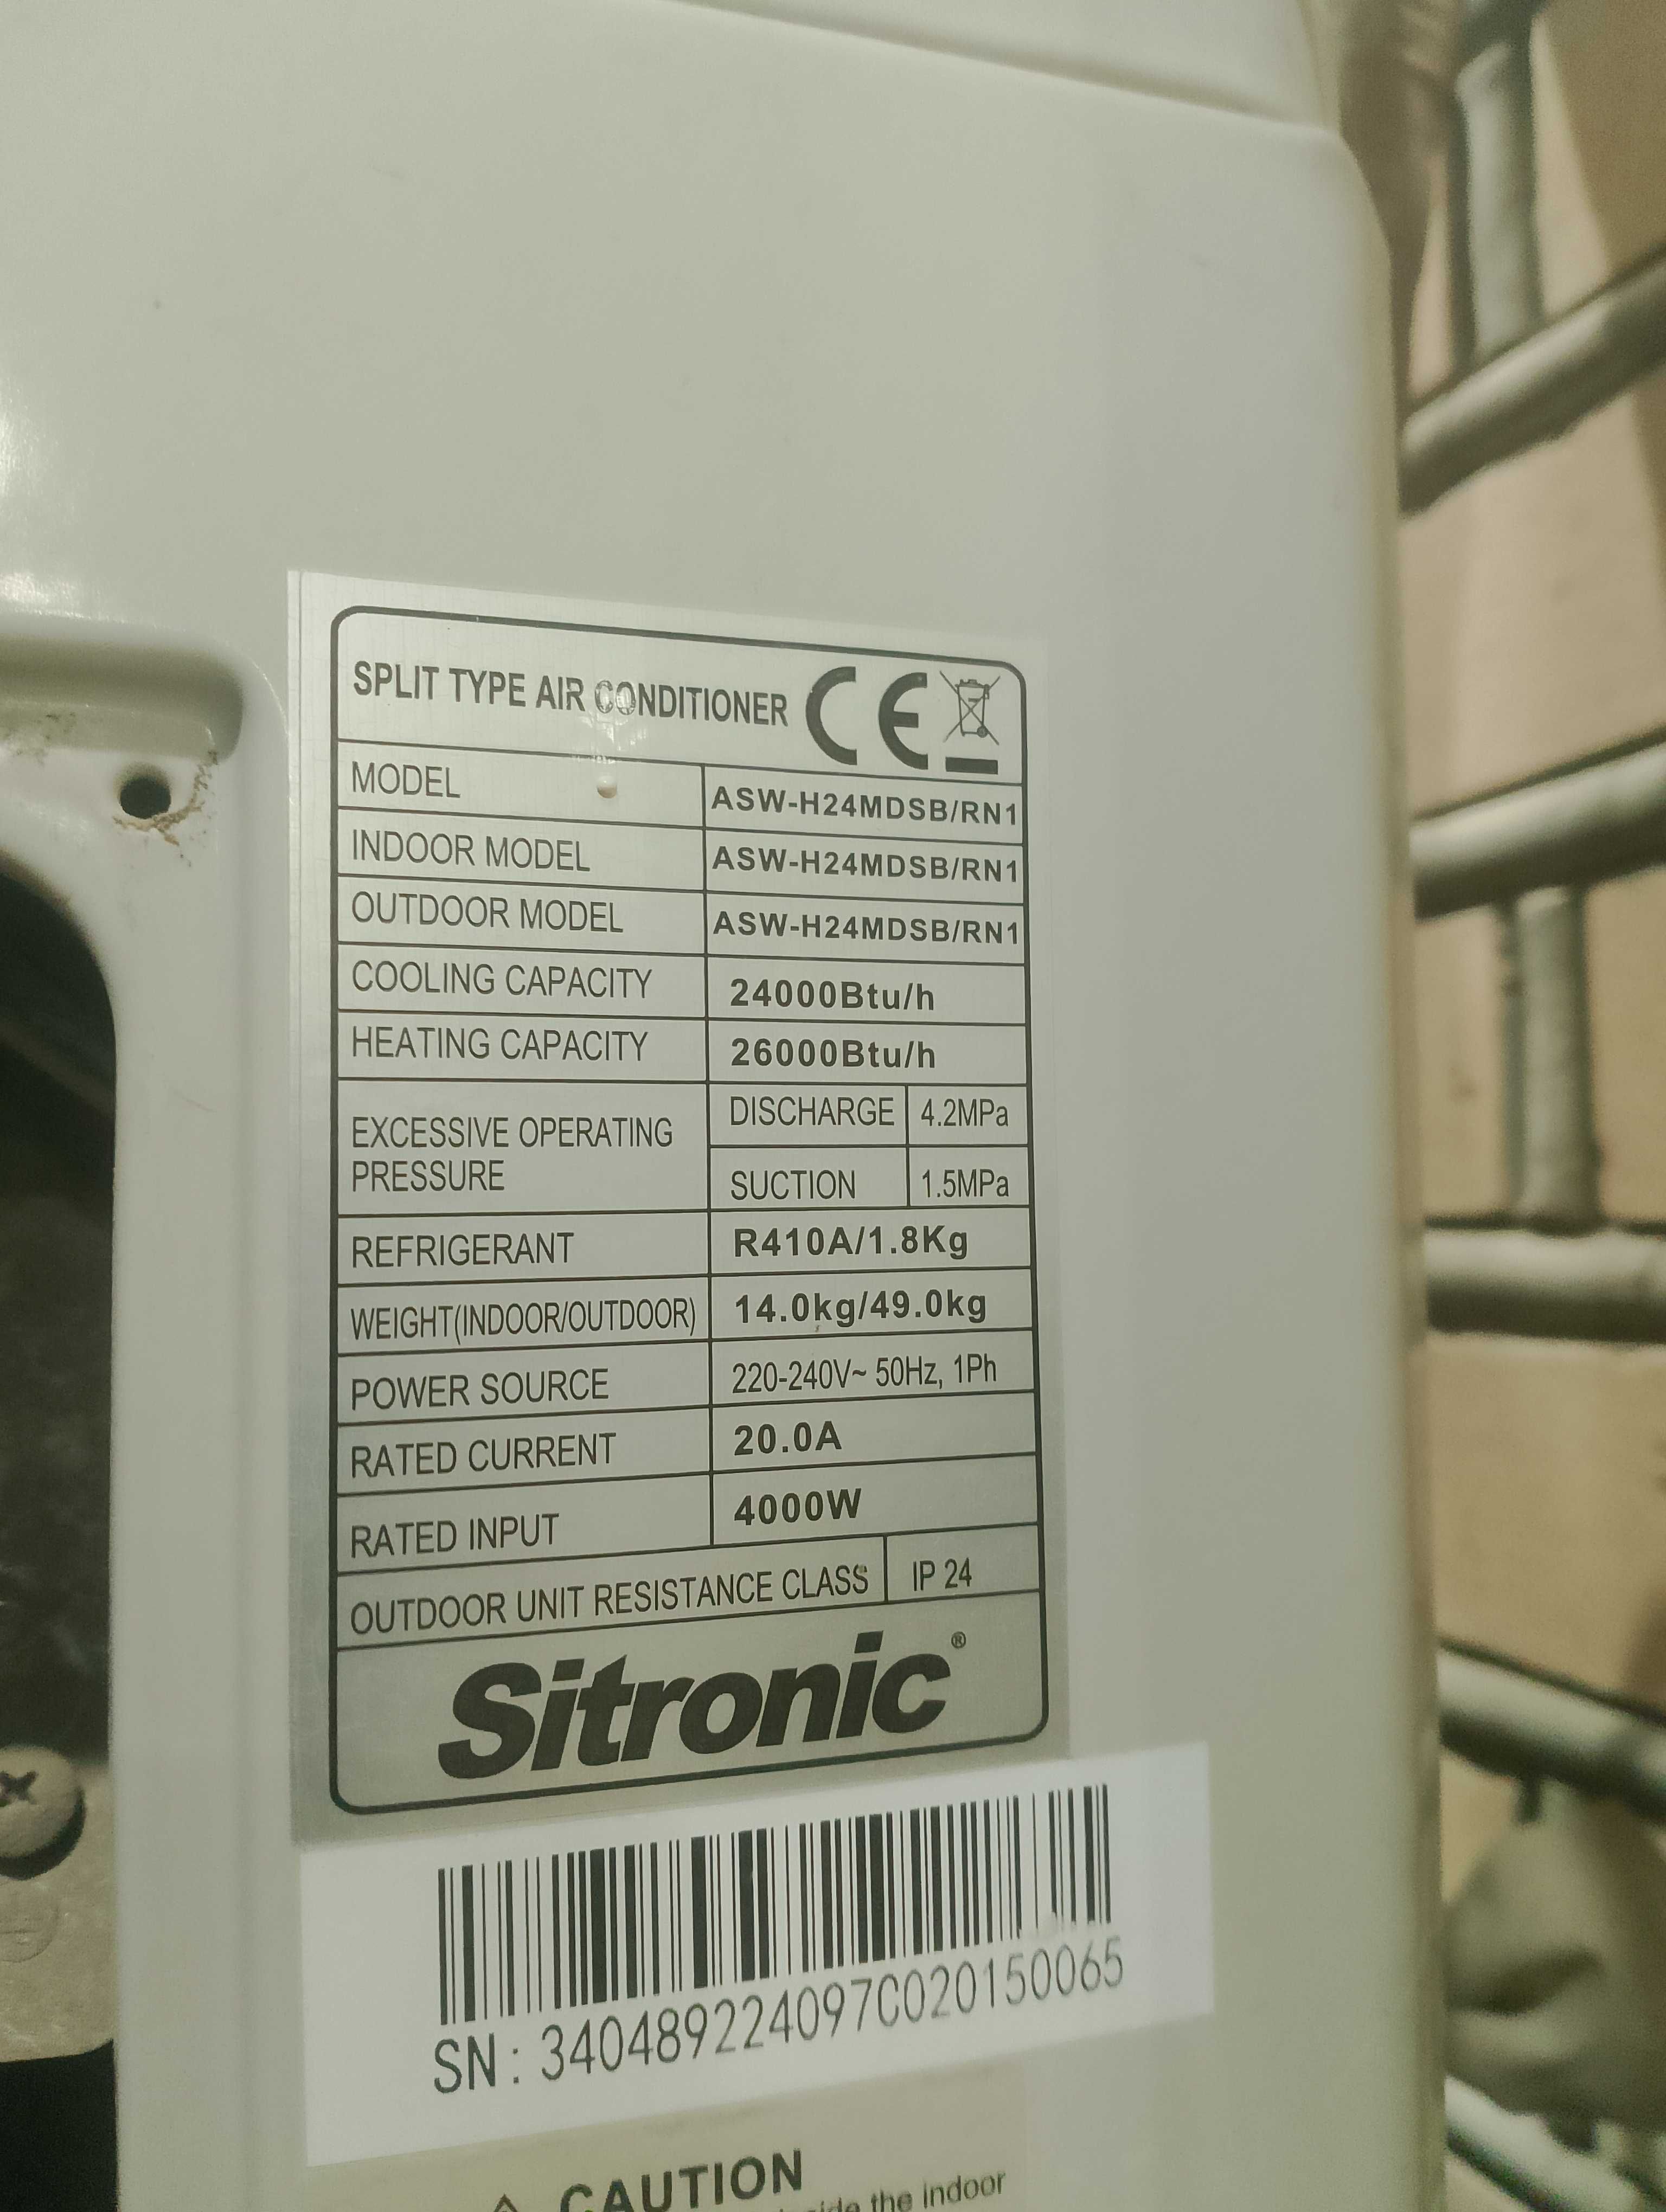 SPLIT TYPE AIR CONDITIONER CE
MODEL ASW-H24MDSB/RN1
INDOOR MODEL ASW-H24MDSB/RN1
OUTDOOR MODEL ASW-H24MDSB/RN1
COOLING CAPACITY 24000Btu/h
HEATING CAPACITY 26000Btu/h
EXCESSIVE OPERATING
PRESSURE
DISCHARGE 4.2MPa
SUCTION 1.5MPa
REFRIGERANT R410A/1.8Kg
WEIGHT(INDOOR/OUTDOOR) 14.0kg/49.0kg
POWER SOURCE 220-240V~ 50Hz, 1Ph
RATED CURRENT 20.0A
RATED INPUT 4000W
OUTDOOR UNIT RESISTANCE CLASS IP 24
Sitronic®
SN: 340489224097C020150065
CAUTION
the indoor